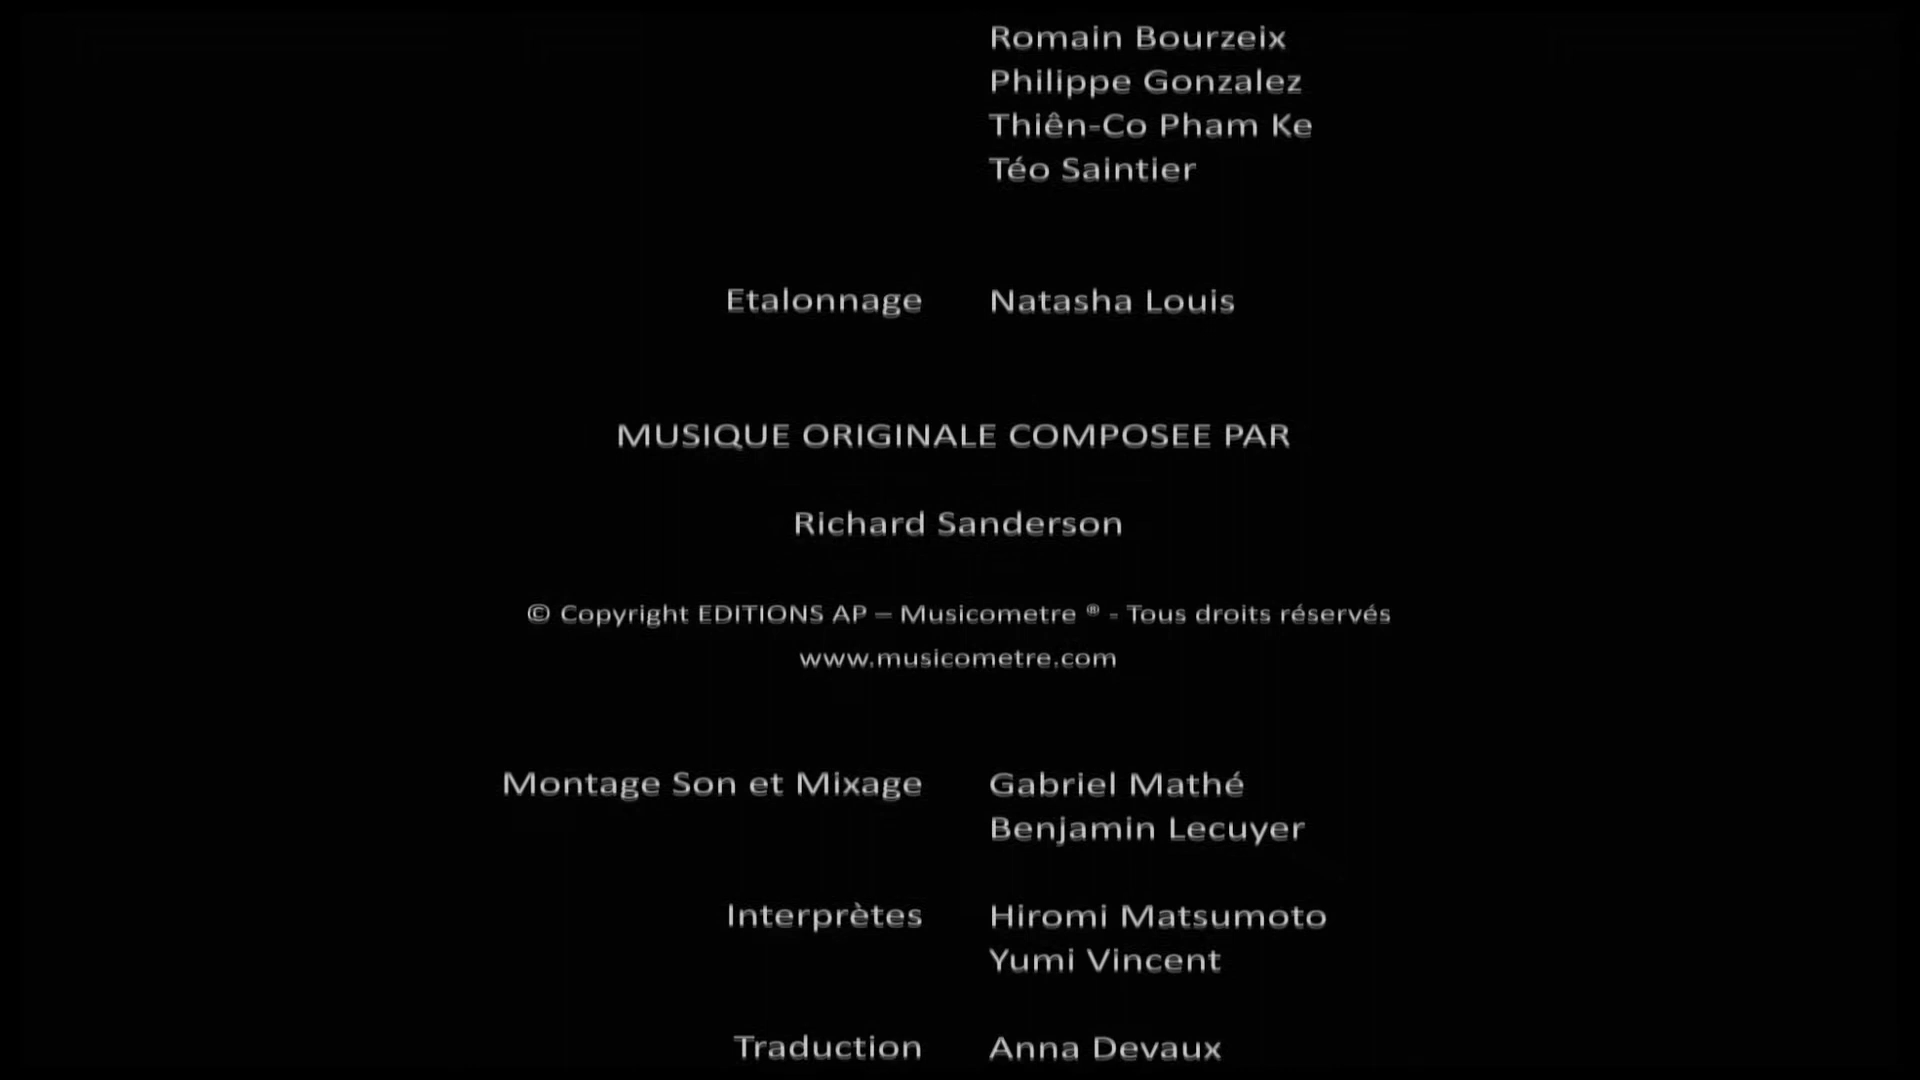 Romain Bourzeix
Philippe Gonzalez
Thiên-Co Pham Ke
Téo Saintier
Etalonnage Natasha Louis
MUSIQUE ORIGINALE COMPOSEE PAR
Richard Sanderson
© Copyright EDITIONS AP – Musicometre ® - Tous droits réservés
www.musicometre.com
Montage Son et Mixage Gabriel Mathé
Benjamin Lecuyer
Interprètes Hiromi Matsumoto
Yumi Vincent
Traduction Anna Devaux